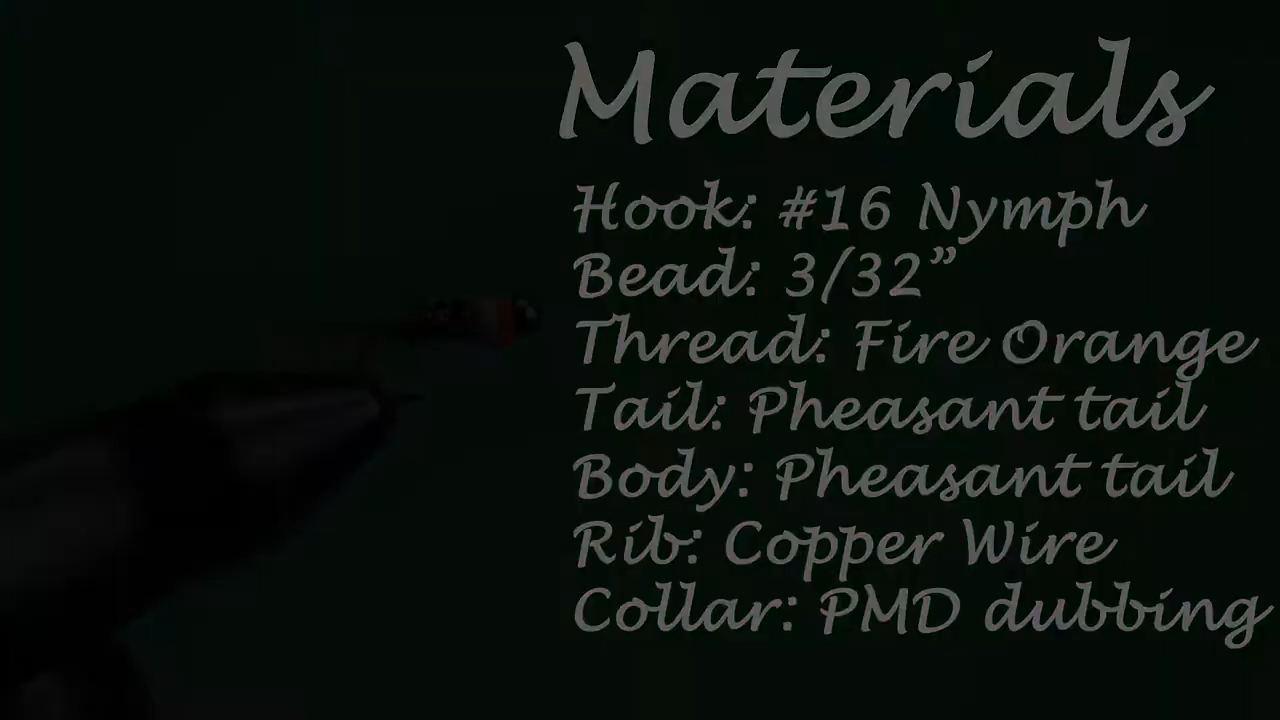 Materials
Hook: #16 Nymph
Bead: 3/32”
Thread: Fire Orange
Tail: Pheasant tail
Body: Pheasant tail
Rib: Copper Wire
Collar: PMD dubbing